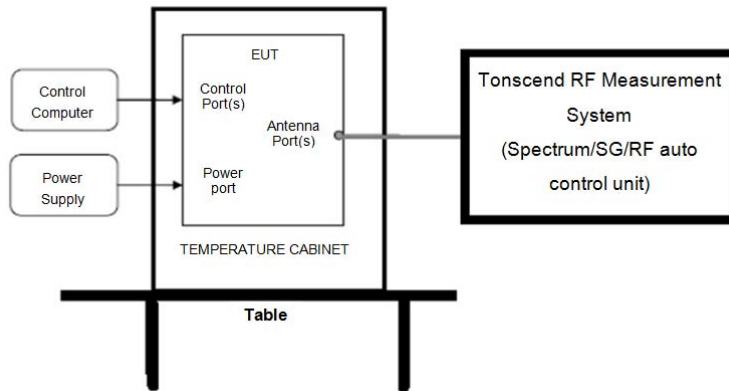 EUT
Control
Computer
Control
Port(s)
Antenna
Port(s)
Power
Supply
Power
port
TEMPERATURE CABINET
Table
Tonscend RF Measurement
System
(Spectrum/SG/RF auto
control unit)